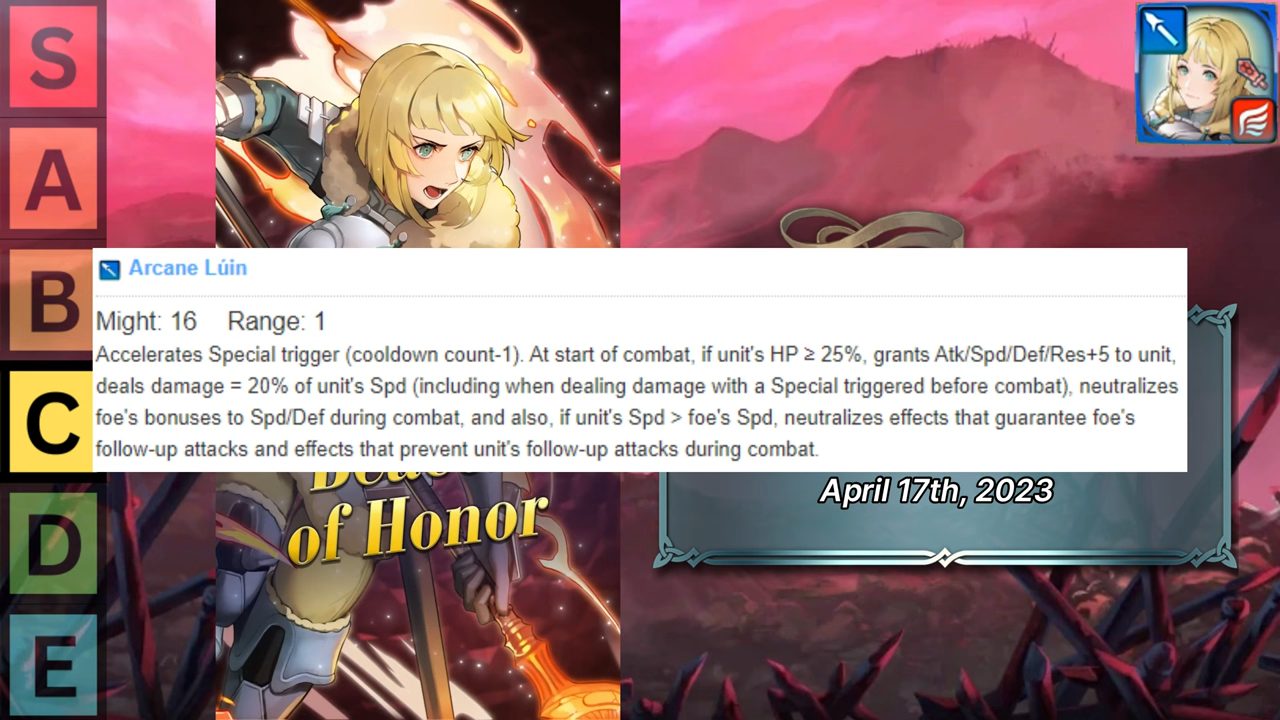 S
A
B
C
D
E
Arcane Lúin
Might: 16 Range: 1
Accelerates Special trigger (cooldown count-1). At start of combat, if unit's HP ≥ 25%, grants Atk/Spd/Def/Res+5 to unit,
deals damage = 20% of unit's Spd (including when dealing damage with a Special triggered before combat), neutralizes
foe's bonuses to Spd/Def during combat, and also, if unit's Spd > foe's Spd, neutralizes effects that guarantee foe's
follow-up attacks and effects that prevent unit's follow-up attacks during combat.
of Honor
April 17th, 2023